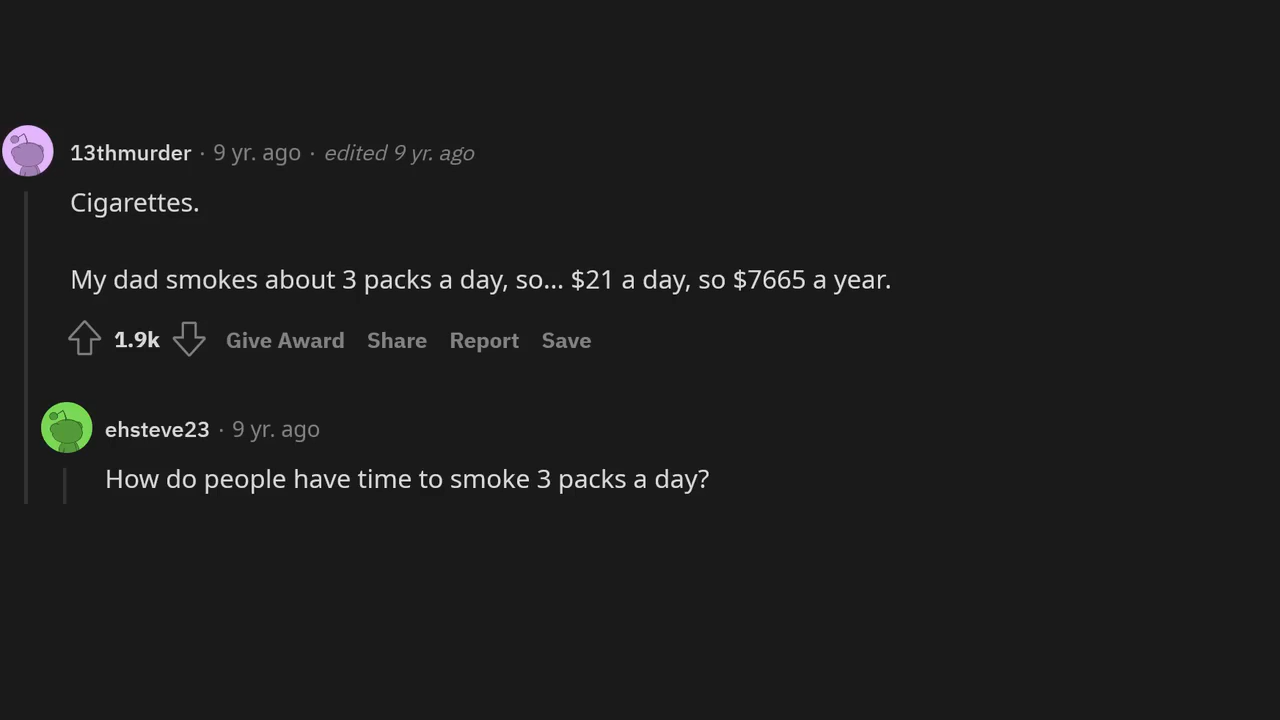 13thmurder · 9 yr. ago · edited 9 yr. ago
Cigarettes.
My dad smokes about 3 packs a day, so... $21 a day, so $7665 a year.
1.9k Give Award Share Report Save
ehsteve23 · 9 yr. ago
How do people have time to smoke 3 packs a day?